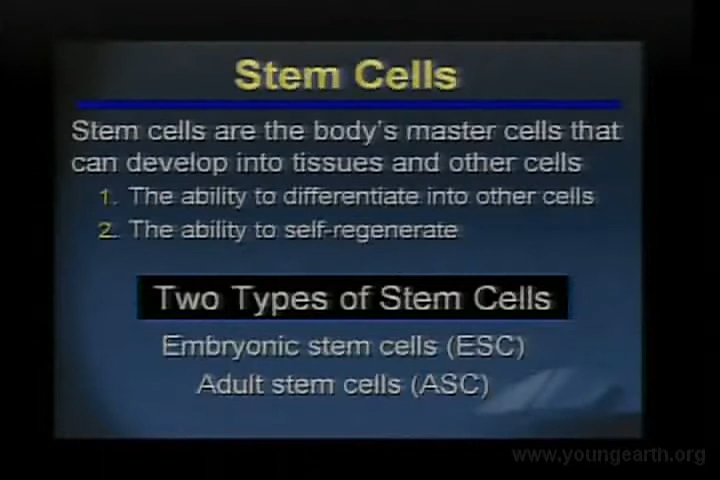 Stem Cells
Stem cells are the body's master cells that
can develop into tissues and other cells
1. The ability to differentiate into other cells
2. The ability to self-regenerate
Two Types of Stem Cells
Embryonic stem cells (ESC)
Adult stem cells (ASC)
www.youngearth.org